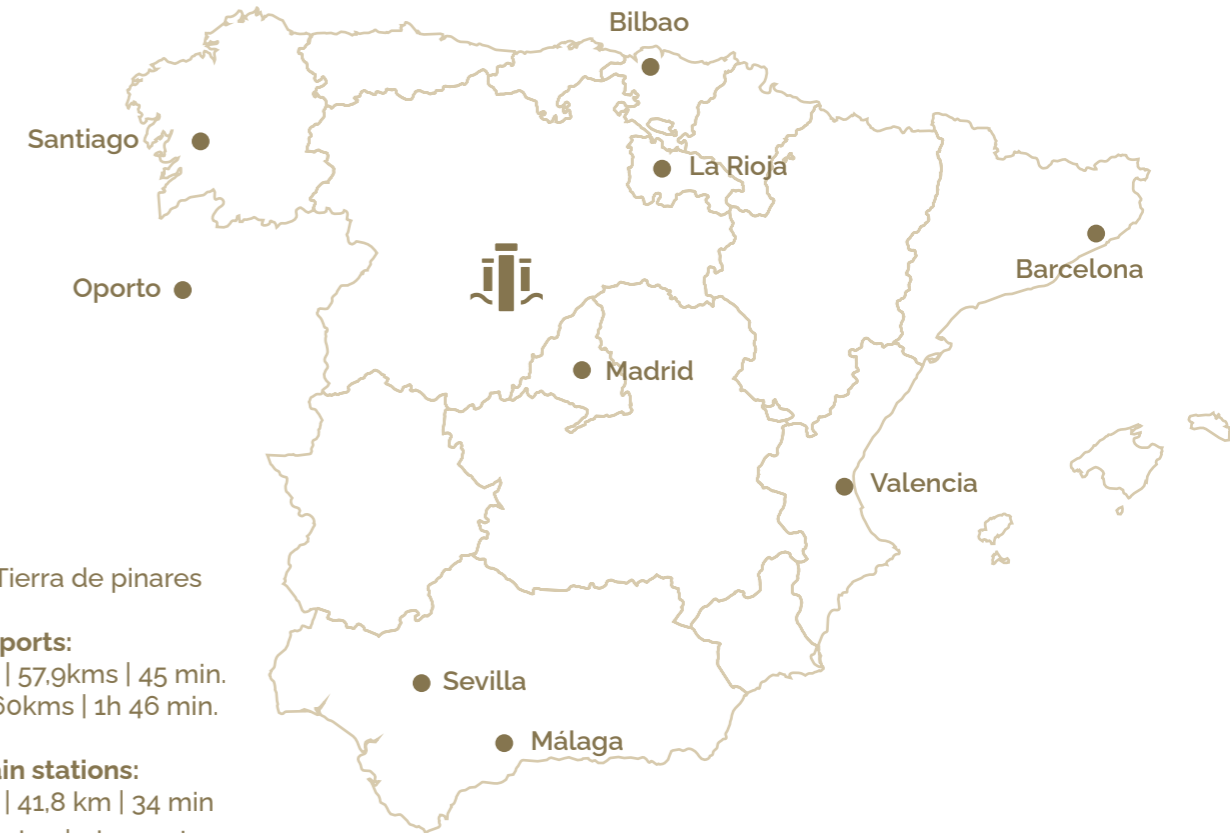 Bilbao
Santiago
La Rioja
Barcelona
Oporto
Madrid
Valencia
Tierra de pinares
ports:
| 57,9kms | 45 min.
60kms | 1h 46 min.
Sevilla
Málaga
ain stations:
| 41,8 km | 34 min